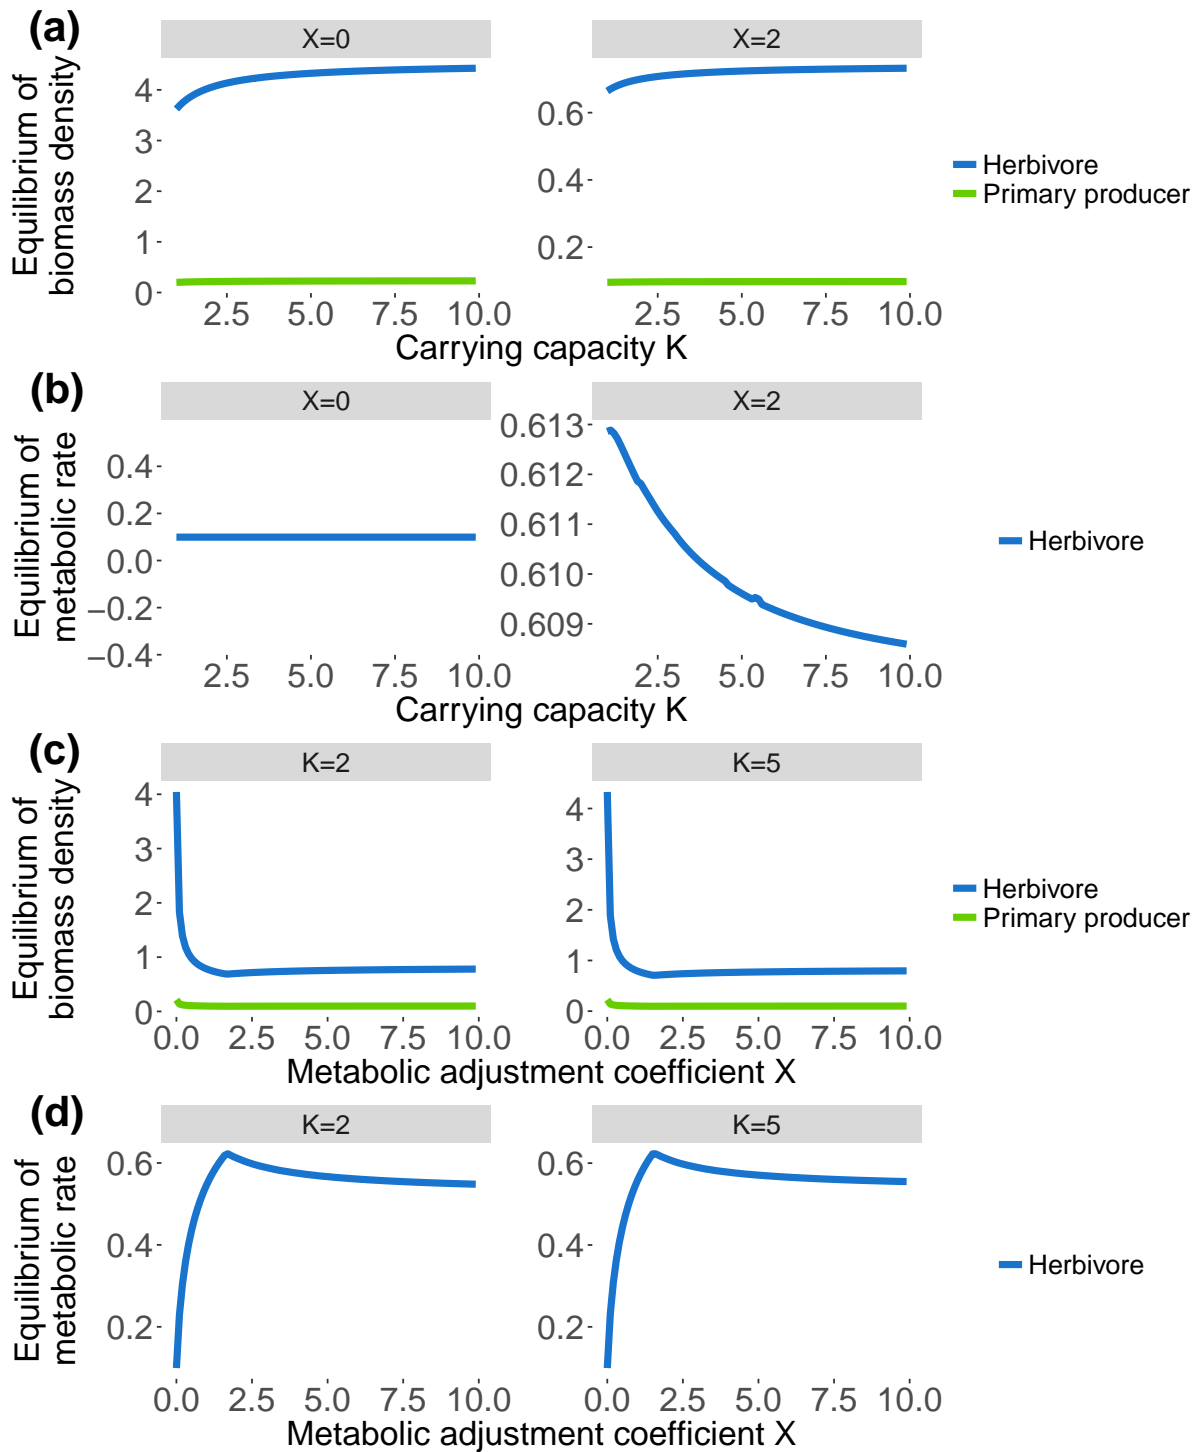 (a)
X=0
X=2
Equilibrium of
biomass density
4
3
2
1
0
0.6
0.4
0.2
Herbivore
Primary producer
2.5 5.0 7.5 10.0
2.5 5.0 7.5 10.0
Carrying capacity K
(b)
X=0
X=2
Equilibrium of
metabolic rate
0.4
0.2
0.0
−0.2
−0.4
0.613
0.612
0.611
0.610
0.609
Herbivore
2.5 5.0 7.5 10.0
2.5 5.0 7.5 10.0
Carrying capacity K
(c)
K=2
K=5
Equilibrium of
biomass density
4
3
2
1
0
4
3
2
1
0
Herbivore
Primary producer
0.0 2.5 5.0 7.5 10.0
0.0 2.5 5.0 7.5 10.0
Metabolic adjustment coefficient X
(d)
K=2
K=5
Equilibrium of
metabolic rate
0.6
0.4
0.2
0.6
0.4
0.2
Herbivore
0.0 2.5 5.0 7.5 10.0
0.0 2.5 5.0 7.5 10.0
Metabolic adjustment coefficient X